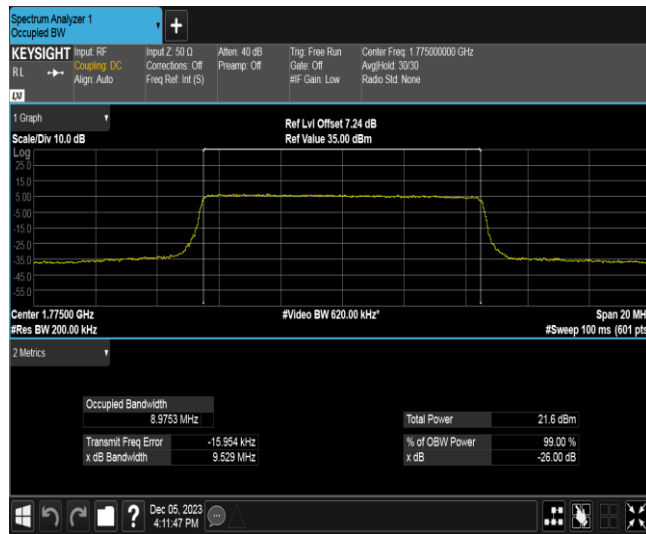 Spectrum Analyzer 1
Occupied BW
+
KEYSIGHT
RL
LXI
Input: RF
Coupling: DC
Align: Auto
Input Z: 50 Ω
Corrections: Off
Freq Ref: Int (S)
Atten: 40 dB
Preamp: Off
Trig: Free Run
Gate: Off
#IF Gain: Low
Center Freq: 1.775000000 GHz
Avg|Hold: 30/30
Radio Std: None
1 Graph
Scale/Div 10.0 dB
Ref Lvl Offset 7.24 dB
Ref Value 35.00 dBm
Log
25.0
15.0
5.00
-5.00
-15.0
-25.0
-35.0
-45.0
-55.0
Center 1.77500 GHz
#Res BW 200.00 kHz
#Video BW 620.00 kHz*
Span 20 MH
#Sweep 100 ms (601 pts
2 Metrics
Occupied Bandwidth
8.9753 MHz
Transmit Freq Error -15.954 kHz
x dB Bandwidth 9.529 MHz
Total Power 21.6 dBm
% of OBW Power 99.00 %
x dB -26.00 dB
?
Dec 05, 2023
4:11:47 PM